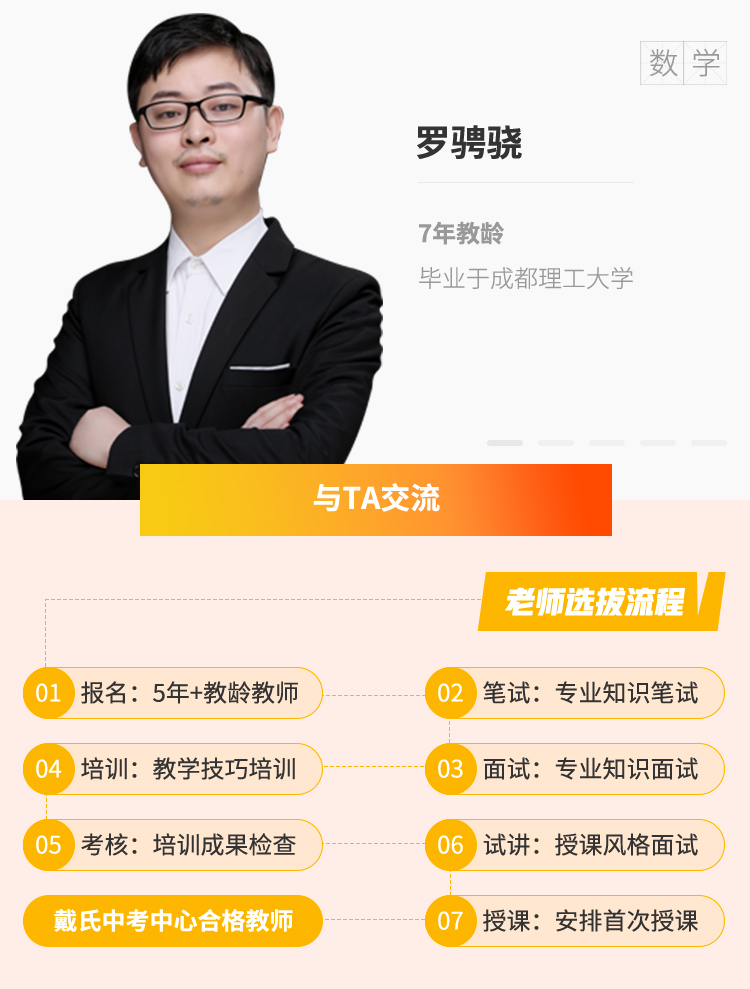 数学
罗骋骁
7年教龄
毕业于成都理工大学
与TA交流
老师选拔流程
01 报名：5年+教龄教师
02 笔试：专业知识笔试
04 培训：教学技巧培训
03 面试：专业知识面试
05 考核：培训成果检查
06 试讲：授课风格面试
戴氏中考中心合格教师
07 授课：安排首次授课